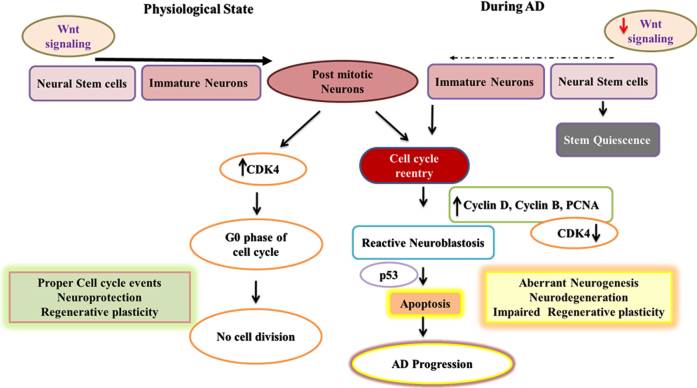 Physiological State
During AD
Wnt
signaling
Wnt
signaling
Neural Stem cells
Immature Neurons
Post mitotic
Neurons
Immature Neurons
Neural Stem cells
Stem Quiescence
CDK4
Cell cycle
reentry
Cyclin D, Cyclin B, PCNA
CDK4
G0 phase of
cell cycle
Reactive Neuroblastosis
p53
Proper Cell cycle events
Neuroprotection
Regenerative plasticity
Apoptosis
Aberrant Neurogenesis
Neurodegeneration
Impaired Regenerative plasticity
No cell division
AD Progression